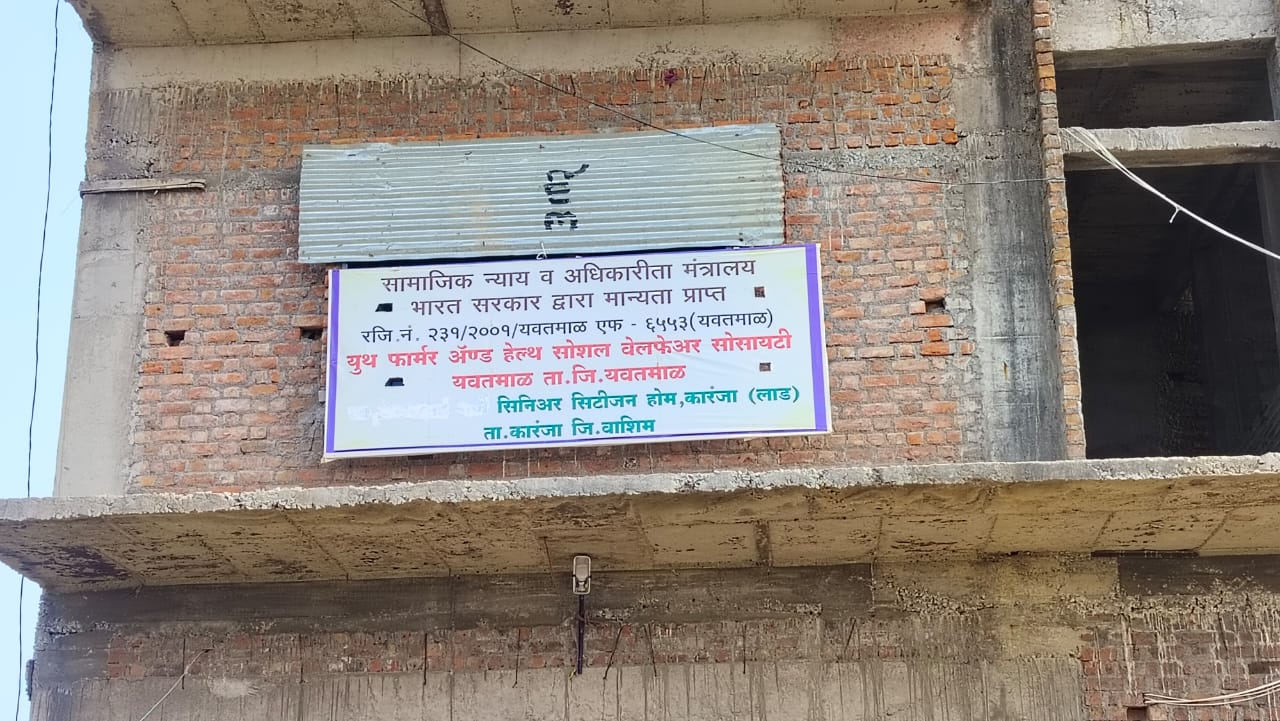 सामाजिक न्याय व अधिकारीता मंत्रालय
भारत सरकार द्वारा मान्यता प्राप्त
रजि.नं. २३१/२००१/यवतमाळ एफ - ६५५३(यवतमाळ)
युथ फार्मर ॲण्ड हेल्थ सोशल वेलफेअर सोसायटी
यवतमाळ ता.जि.यवतमाळ
सिनिअर सिटीजन होम,कारंजा (लाड)
ता.कारंजा जि.वाशिम